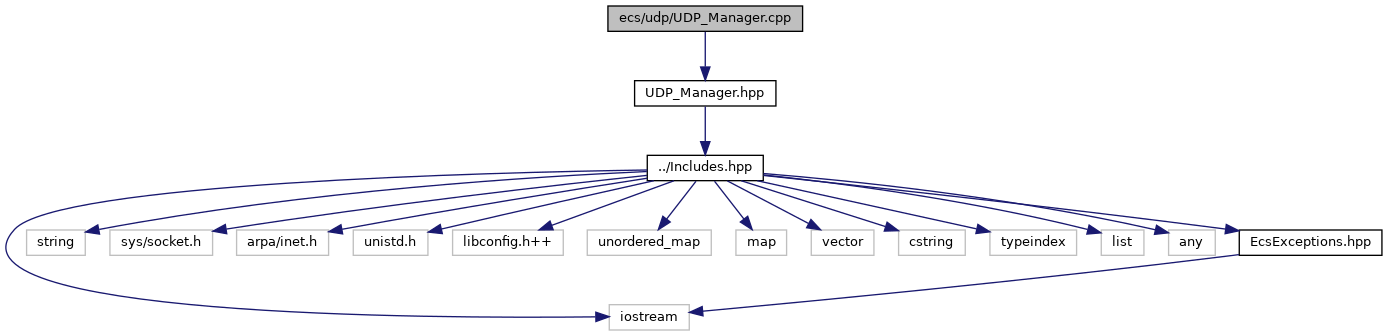 ecs/udp/UDP_Manager.cpp
UDP_Manager.hpp
../Includes.hpp
string
sys/socket.h
arpa/inet.h
unistd.h
libconfig.h++
unordered_map
map
vector
cstring
typeindex
list
any
EcsExceptions.hpp
iostream